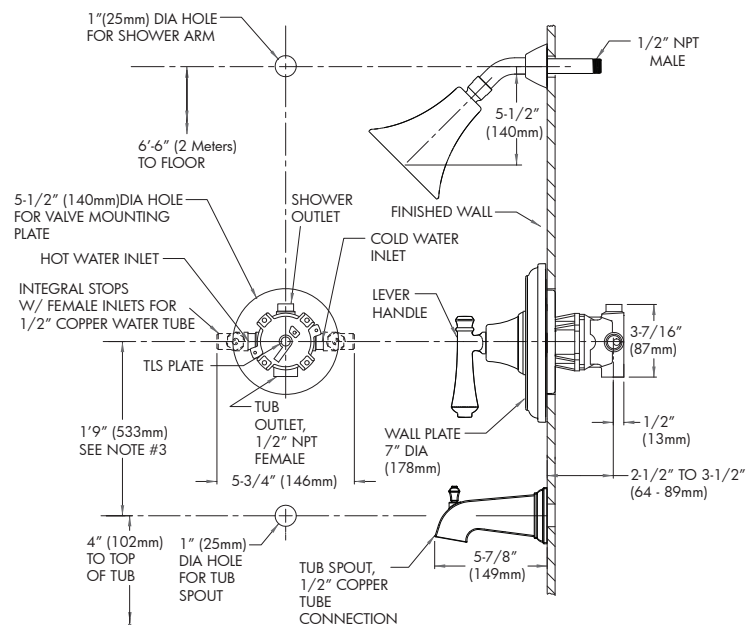 1”(25mm) DIA HOLE
FOR SHOWER ARM
1/2” NPT
MALE
5-1/2”
(140mm)
6’-6” (2 Meters)
TO FLOOR
5-1/2” (140mm)DIA HOLE
FOR VALVE MOUNTING
PLATE
SHOWER
OUTLET
FINISHED WALL
HOT WATER INLET
COLD WATER
INLET
INTEGRAL STOPS
W/ FEMALE INLETS FOR
1/2” COPPER WATER TUBE
LEVER
HANDLE
3-7/16”
(87mm)
TLS PLATE
TUB
OUTLET,
1/2” NPT
FEMALE
1’9” (533mm)
SEE NOTE #3
WALL PLATE
7” DIA
(178mm)
1/2”
(13mm)
5-3/4” (146mm)
2-1/2” TO 3-1/2”
(64 - 89mm)
4” (102mm)
TO TOP
OF TUB
1” (25mm)
DIA HOLE
FOR TUB
SPOUT
TUB SPOUT,
1/2” COPPER
TUBE
CONNECTION
5-7/8”
(149mm)